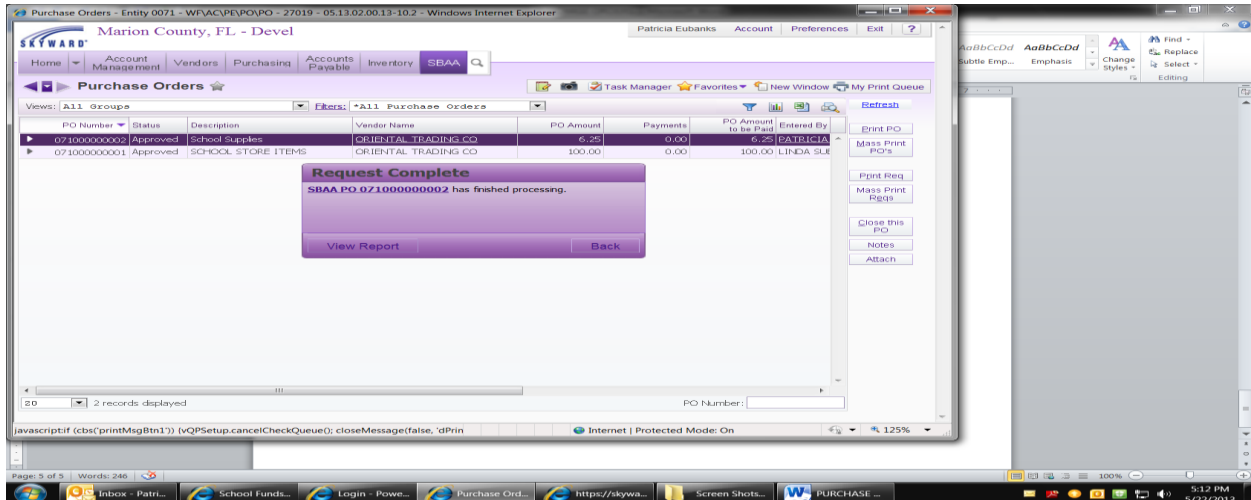 Purchase Orders - Entity 0071 - WF\AC\PE\PO\PO - 27019 - 05.13.02.00.13-10.2 - Windows Internet Explorer
SKYWARD
Marion County, FL - Devel
Patricia Eubanks Account Preferences Exit ?
Home Account Management Vendors Purchasing Accounts Payable Inventory SBAA
Purchase Orders
Task Manager Favorites New Window My Print Queue
Views: All Groups Filters: *All Purchase Orders
Refresh
PO Number Status Description Vendor Name PO Amount Payments PO Amount to be Paid Entered By
071000000002 Approved School Supplies ORIENTAL TRADING CO 6.25 0.00 6.25 PATRICIA
071000000001 Approved SCHOOL STORE ITEMS ORIENTAL TRADING CO 100.00 0.00 100.00 LINDA SUE
Print PO
Mass Print PO's
Print Req
Mass Print Reqs
Close this PO
Notes
Attach
Request Complete
SBAA PO 071000000002 has finished processing.
View Report Back
20 2 records displayed PO Number:
javascript:if (cbs('printMsgBtn1')) {vQPSetup.cancelCheckQueue(); closeMessage(false, 'dPrin Internet | Protected Mode: On 125%
AaBbCcDd AaBbCcDd
Subtle Emp... Emphasis
Change Styles
Find
Replace
Select
Editing
Page: 5 of 5 Words: 246 100%
Inbox - Patri... School Funds... Login - Powe... Purchase Ord... https://skywa... Screen Shots... PURCHASE ...
5:12 PM
5/22/2013